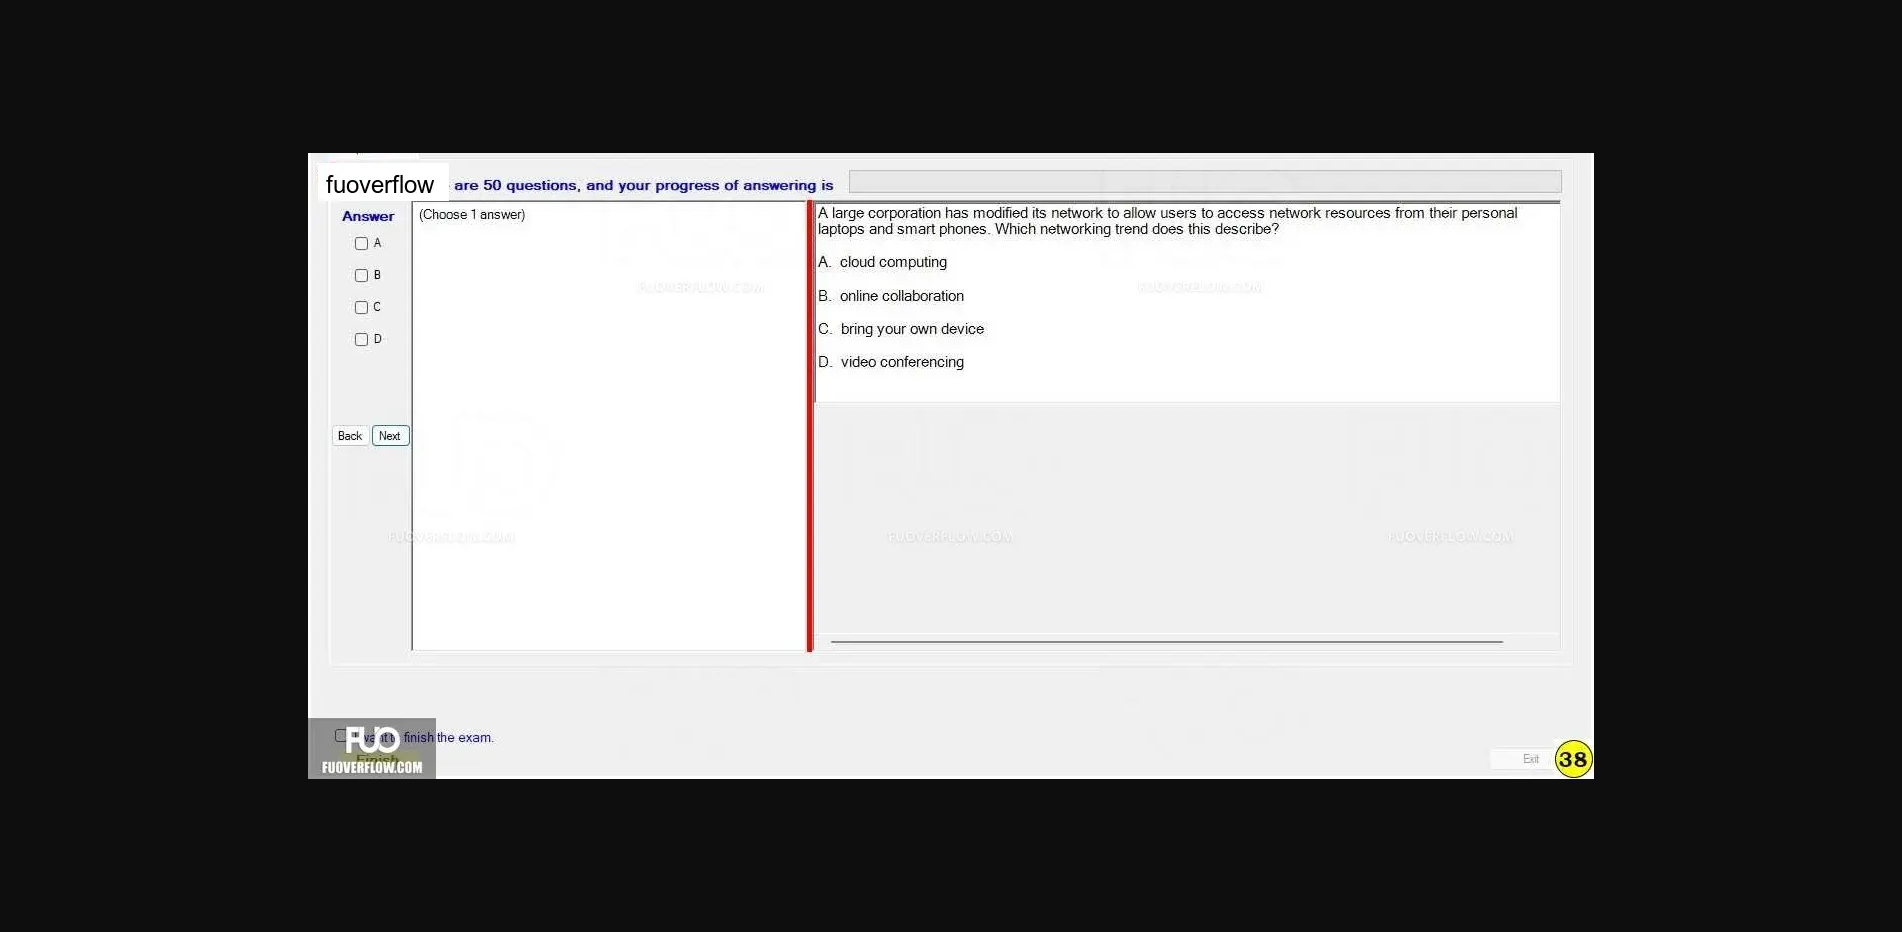 fuoverflow are 50 questions, and your progress of answering is
Answer
(Choose 1 answer)
A
B
C
D
Back Next
A large corporation has modified its network to allow users to access network resources from their personal
laptops and smart phones. Which networking trend does this describe?
A. cloud computing
B. online collaboration
C. bring your own device
D. video conferencing
FUOVERFLOW.COM
FUOVERFLOW.COM
FUOVERFLOW.COM
FUOVERFLOW.COM
FUOVERFLOW.COM
I want to finish the exam.
FUO
Finish
FUOVERFLOW.COM
Exit
38